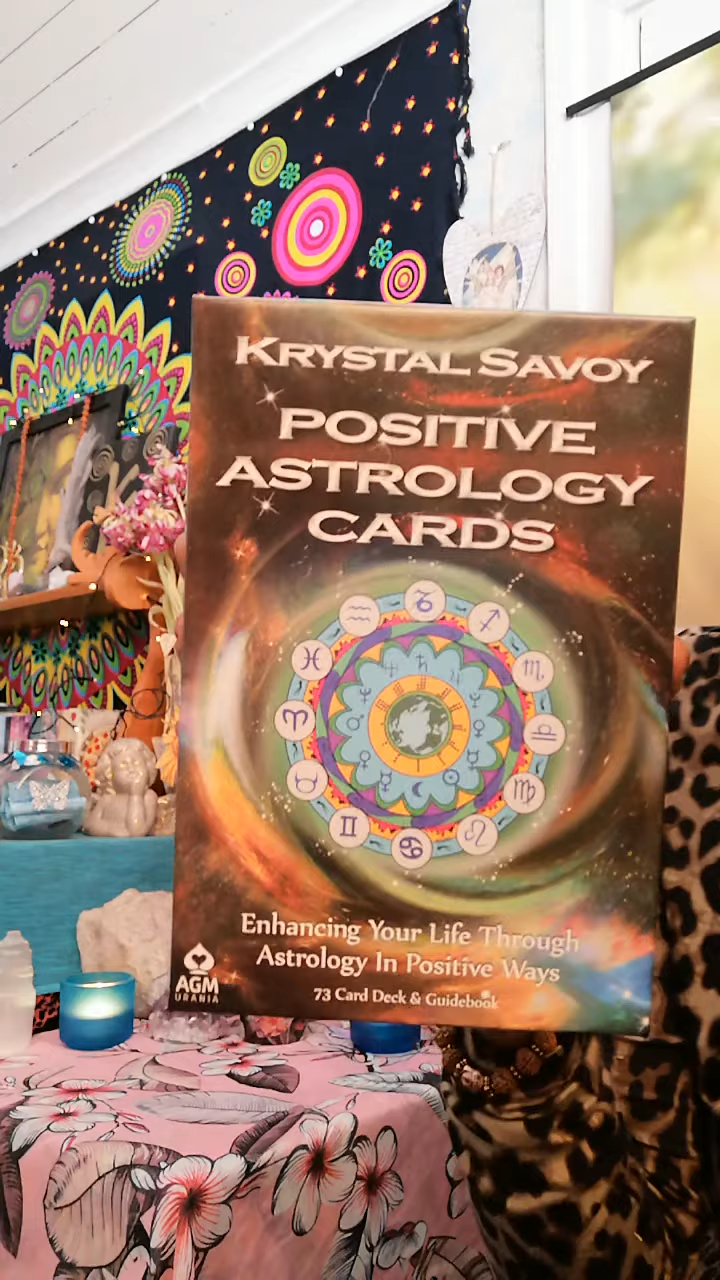 KRYSTAL SAVOY
POSITIVE
ASTROLOGY
CARDS
Enhancing Your Life Through
Astrology In Positive Ways
73 Card Deck & Guidebook
AGM
URANIA